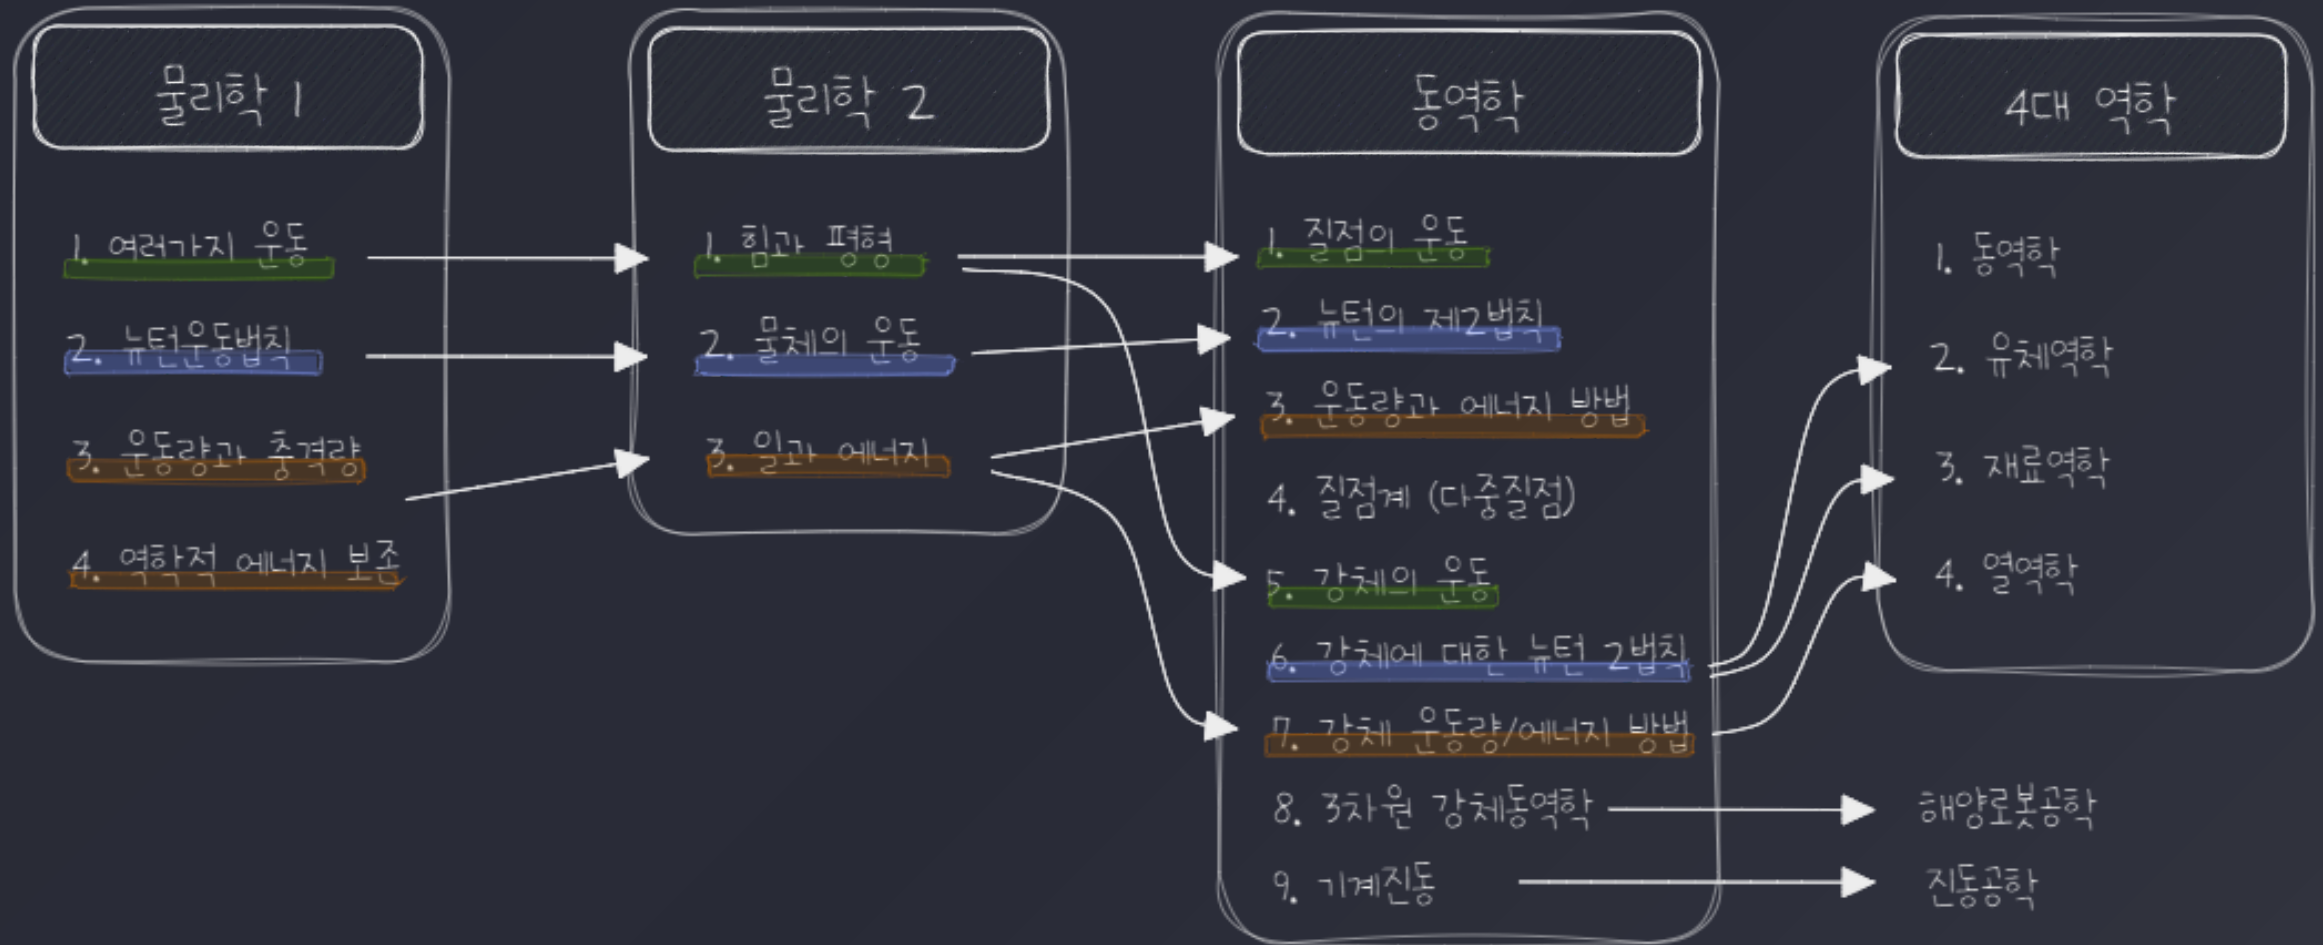 물리학 1
1. 여러가지 운동
2. 뉴턴운동법칙
3. 운동량과 충격량
4. 역학적 에너지 보존
물리학 2
1. 힘과 평형
2. 물체의 운동
3. 일과 에너지
동역학
1. 질점의 운동
2. 뉴턴의 제2법칙
3. 운동량과 에너지 방법
4. 질점계 (다중질점)
5. 강체의 운동
6. 강체에 대한 뉴턴 2법칙
7. 강체 운동량/에너지 방법
8. 3차원 강체동역학
9. 기계진동
4대 역학
1. 동역학
2. 유체역학
3. 재료역학
4. 열역학
해양로봇공학
진동공학